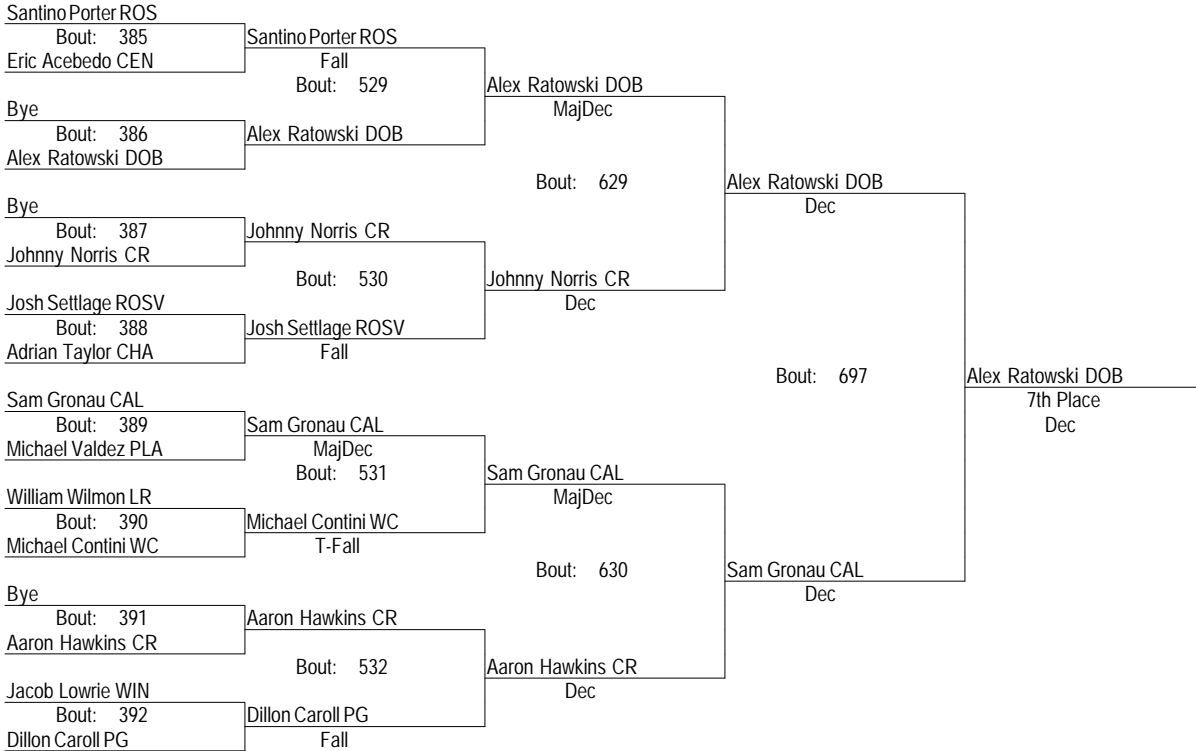 Santino Porter ROS
Bout: 385
Eric Acebedo CEN
Bye
Bout: 386
Alex Ratowski DOB
Bye
Bout: 387
Johnny Norris CR
Josh Settlage ROSV
Bout: 388
Adrian Taylor CHA
Sam Gronau CAL
Bout: 389
Michael Valdez PLA
William Wilmon LR
Bout: 390
Michael Contini WC
Bye
Bout: 391
Aaron Hawkins CR
Jacob Lowrie WIN
Bout: 392
Dillon Caroll PG
Santino Porter ROS
Fall
Bout: 529
Alex Ratowski DOB
Johnny Norris CR
Bout: 530
Josh Settlage ROSV
Fall
Sam Gronau CAL
MajDec
Bout: 531
Michael Contini WC
T-Fall
Aaron Hawkins CR
Bout: 532
Dillon Caroll PG
Fall
Alex Ratowski DOB
MajDec
Bout: 629
Johnny Norris CR
Dec
Sam Gronau CAL
MajDec
Bout: 630
Aaron Hawkins CR
Dec
Alex Ratowski DOB
Dec
Bout: 697
Sam Gronau CAL
Dec
Alex Ratowski DOB
7th Place
Dec